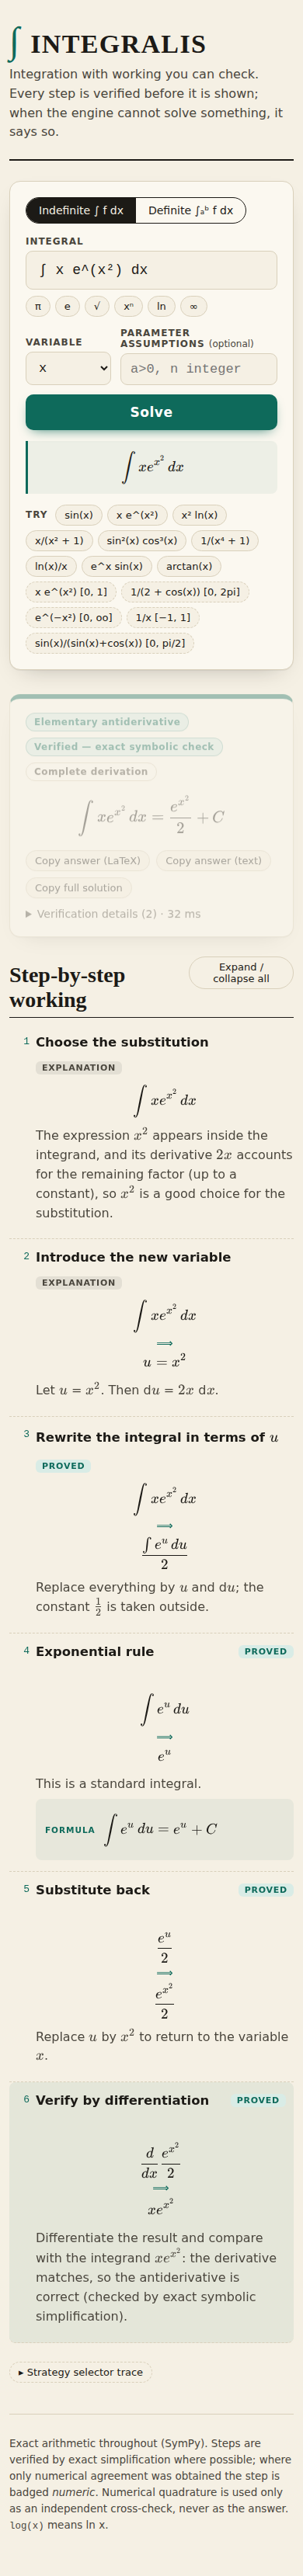 ∫ INTEGRALIS
Integration with working you can check.
Every step is verified before it is shown;
when the engine cannot solve something, it
says so.
Indefinite ∫ f dx Definite ∫ₐᵇ f dx
INTEGRAL
∫ x e^(x²) dx
π e √ xⁿ ln ∞
VARIABLE
PARAMETER
ASSUMPTIONS (optional)
x
a>0, n integer
Solve
∫ xe^{x^2} dx
TRY sin(x) x e^(x²) x² ln(x)
x/(x² + 1) sin²(x) cos³(x) 1/(x⁴ + 1)
ln(x)/x e^x sin(x) arctan(x)
x e^(x²) [0, 1] 1/(2 + cos(x)) [0, 2pi]
e^(−x²) [0, oo] 1/x [−1, 1]
sin(x)/(sin(x)+cos(x)) [0, pi/2]
Elementary antiderivative
Verified — exact symbolic check
Complete derivation
∫ xe^{x^2} dx = e^{x^2}/2 + C
Copy answer (LaTeX) Copy answer (text)
Copy full solution
▶ Verification details (2) · 32 ms
Step-by-step
working
Expand /
collapse all
1 Choose the substitution
EXPLANATION
∫ xe^{x^2} dx
The expression x² appears inside the
integrand, and its derivative 2x accounts
for the remaining factor (up to a
constant), so x² is a good choice for the
substitution.
2 Introduce the new variable
EXPLANATION
∫ xe^{x^2} dx
⟹
u = x²
Let u = x². Then du = 2x dx.
3 Rewrite the integral in terms of u
PROVED
∫ xe^{x^2} dx
⟹
∫ e^u du
2
Replace everything by u and du; the
constant 1/2 is taken outside.
4 Exponential rule PROVED
∫ e^u du
⟹
e^u
This is a standard integral.
FORMULA ∫ e^u du = e^u + C
5 Substitute back PROVED
e^u
2
⟹
e^{x^2}
2
Replace u by x² to return to the variable
x.
6 Verify by differentiation PROVED
d e^{x^2}
dx 2
⟹
xe^{x^2}
Differentiate the result and compare
with the integrand xe^{x^2}: the derivative
matches, so the antiderivative is
correct (checked by exact symbolic
simplification).
▸ Strategy selector trace
Exact arithmetic throughout (SymPy). Steps are
verified by exact simplification where possible; where
only numerical agreement was obtained the step is
badged numeric. Numerical quadrature is used only
as an independent cross-check, never as the answer.
log(x) means ln x.